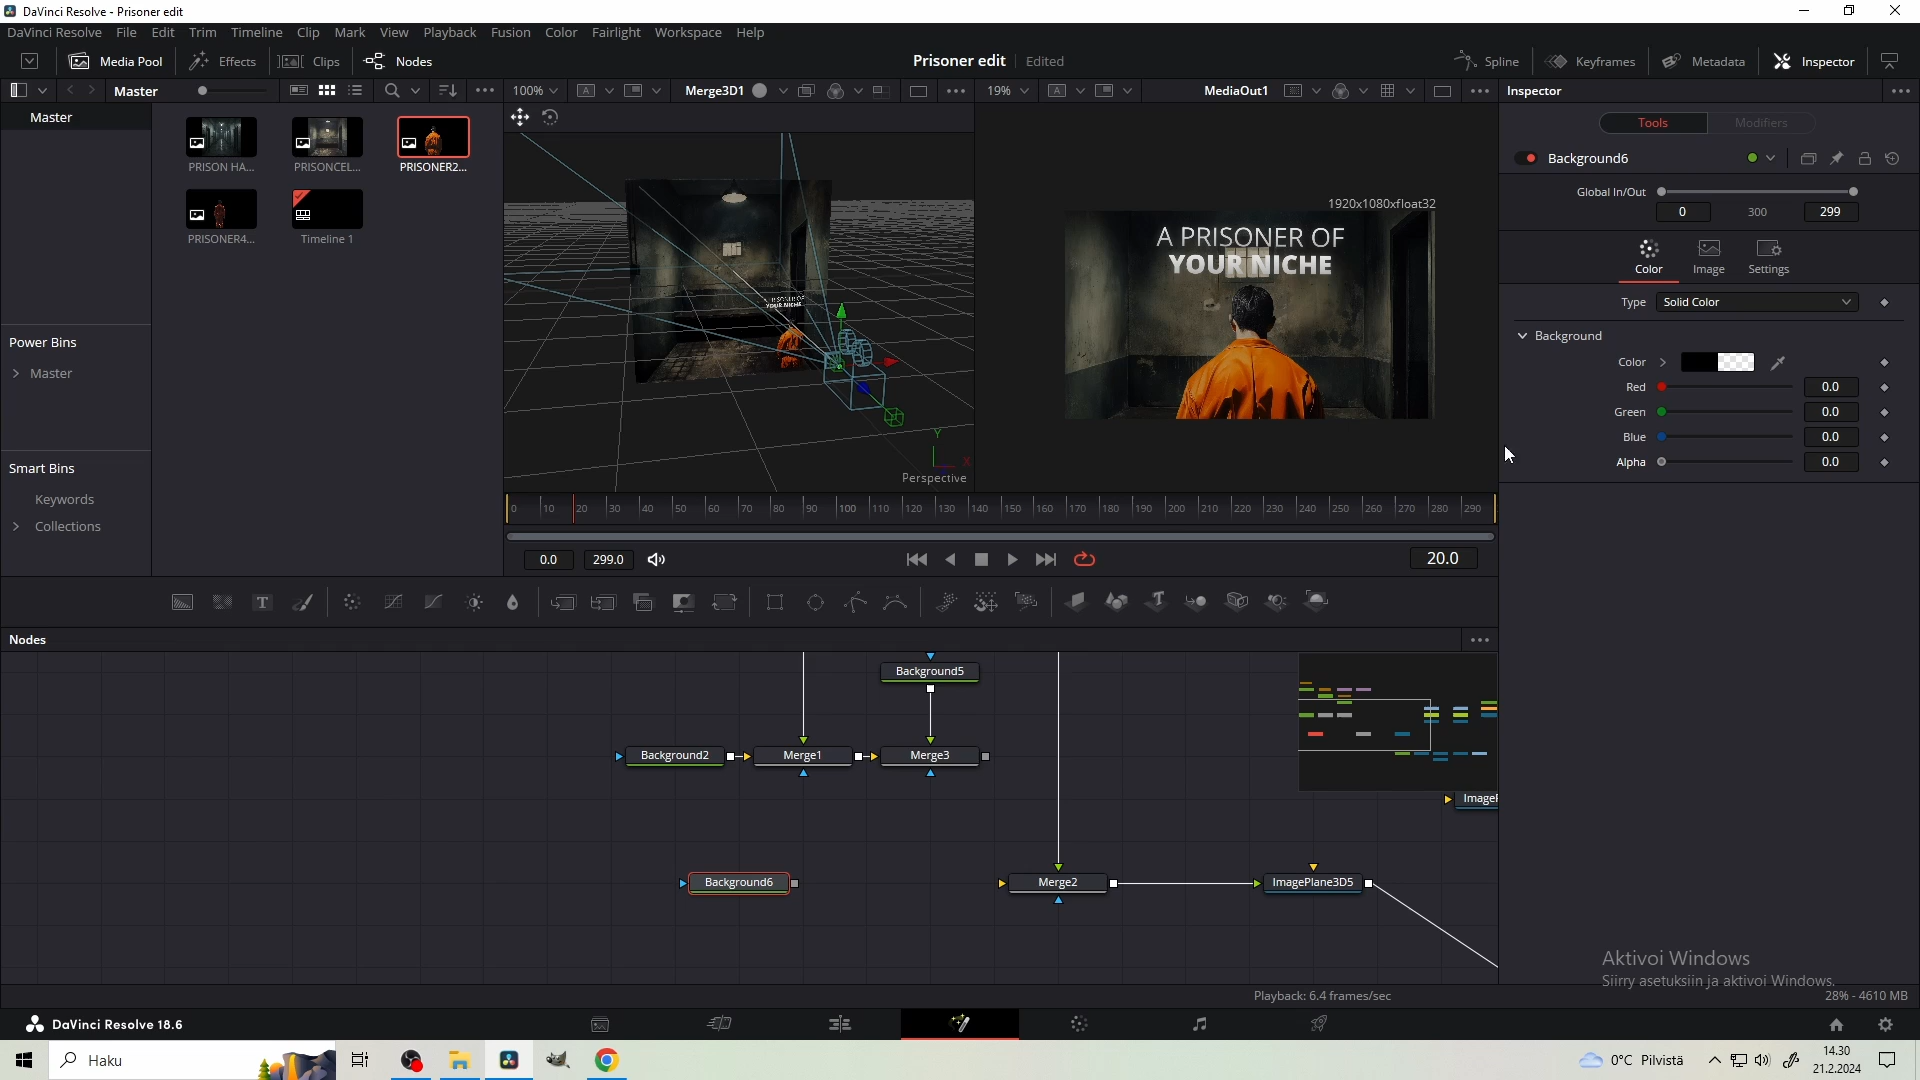 DaVinci Resolve - Prisoner edit
DaVinci Resolve File Edit Trim Timeline Clip Mark View Playback Fusion Color Fairlight Workspace Help
Media Pool Effects Clips Nodes Prisoner edit Edited Spline Keyframes Metadata Inspector
Master 100% Merge3D1 19% MediaOut1 Inspector
Master
PRISON HA...
PRISONCEL...
PRISONER2...
PRISONER4...
Timeline 1
Power Bins
Master
Smart Bins
Keywords
Collections
YOUR NICHE
Y
X
Perspective
1920x1080xfloat32
A PRISONER OF
YOUR NICHE
Tools Modifiers
Background6
Global In/Out
0 300 299
Color Image Settings
Type Solid Color
Background
Color
Red 0.0
Green 0.0
Blue 0.0
Alpha 0.0
0 10 20 30 40 50 60 70 80 90 100 110 120 130 140 150 160 170 180 190 200 210 220 230 240 250 260 270 280 290
0.0 299.0 20.0
T
Nodes
Background5
Background2 Merge1 Merge3
Background6 Merge2 ImagePlane3D5
Aktivoi Windows
Siirry asetuksiin ja aktivoi Windows.
Playback: 6.4 frames/sec 28% - 4610 MB
DaVinci Resolve 18.6
Haku
0°C Pilvistä
14.30
21.2.2024